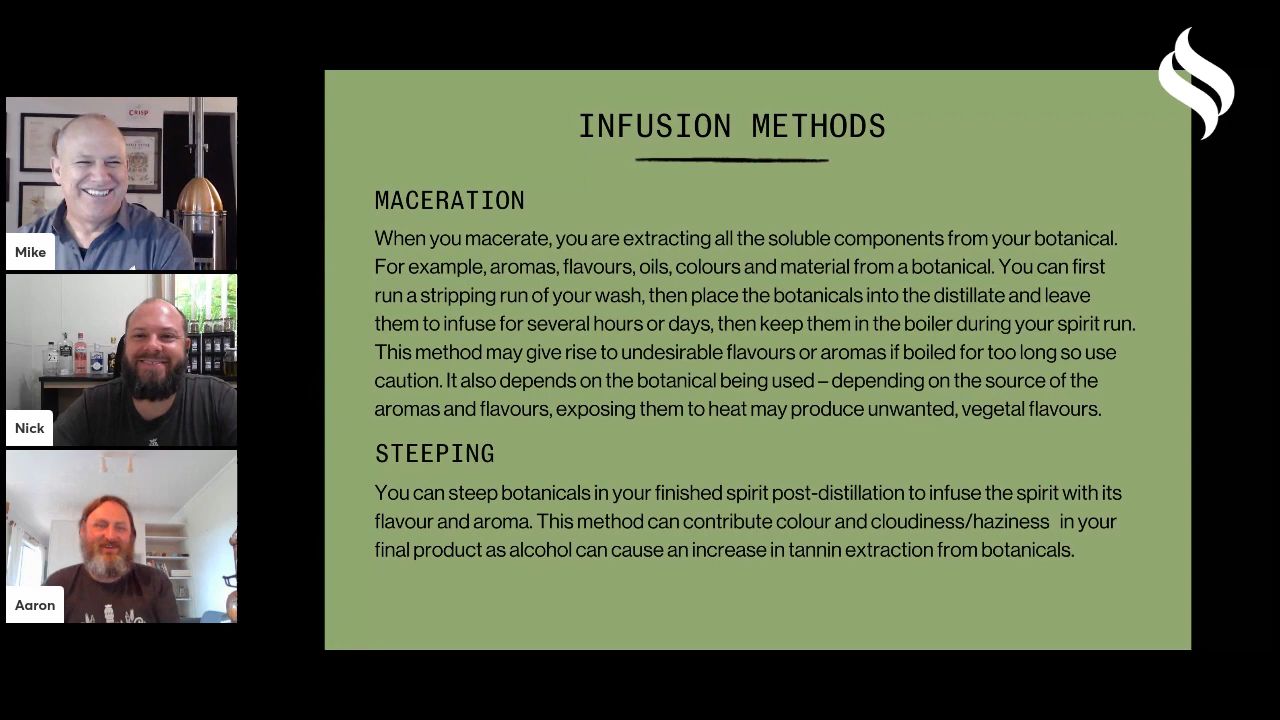 INFUSION METHODS
MACERATION
When you macerate, you are extracting all the soluble components from your botanical.
For example, aromas, flavours, oils, colours and material from a botanical. You can first
run a stripping run of your wash, then place the botanicals into the distillate and leave
them to infuse for several hours or days, then keep them in the boiler during your spirit run.
This method may give rise to undesirable flavours or aromas if boiled for too long so use
caution. It also depends on the botanical being used – depending on the source of the
aromas and flavours, exposing them to heat may produce unwanted, vegetal flavours.
STEEPING
You can steep botanicals in your finished spirit post-distillation to infuse the spirit with its
flavour and aroma. This method can contribute colour and cloudiness/haziness in your
final product as alcohol can cause an increase in tannin extraction from botanicals.
CRISP
Mike
Nick
Aaron